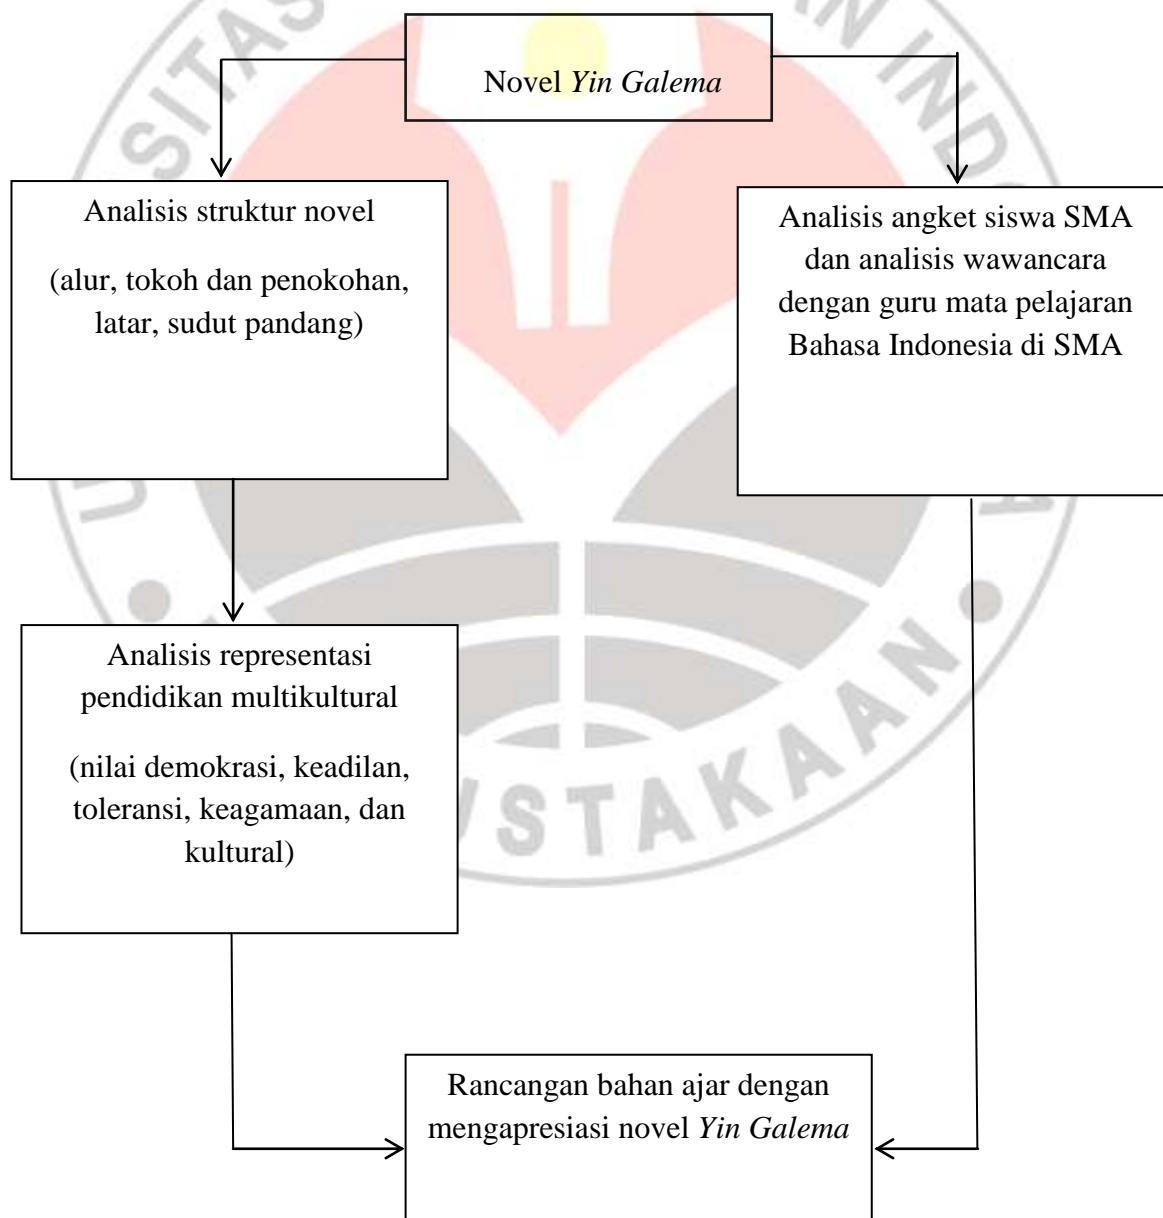 Novel Yin Galema
Analisis struktur novel
(alur, tokoh dan penokohan,
latar, sudut pandang)
Analisis angket siswa SMA
dan analisis wawancara
dengan guru mata pelajaran
Bahasa Indonesia di SMA
Analisis representasi
pendidikan multikultural
(nilai demokrasi, keadilan,
toleransi, keagamaan, dan
kultural)
Rancangan bahan ajar dengan
mengapresiasi novel Yin Galema